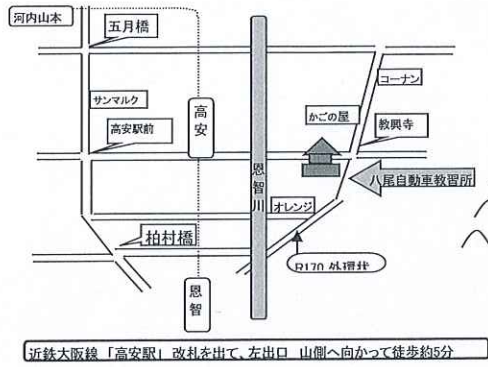 河内山本
五月橋
コーナン
サンマルク
高安
かごの屋
高安駅前
教興寺
恩智川
八尾自動車教習所
オレンジ
柏村橋
R170 外環状
恩智
近鉄大阪線 「高安駅」 改札を出て、左出口 山側へ向かって徒歩約5分